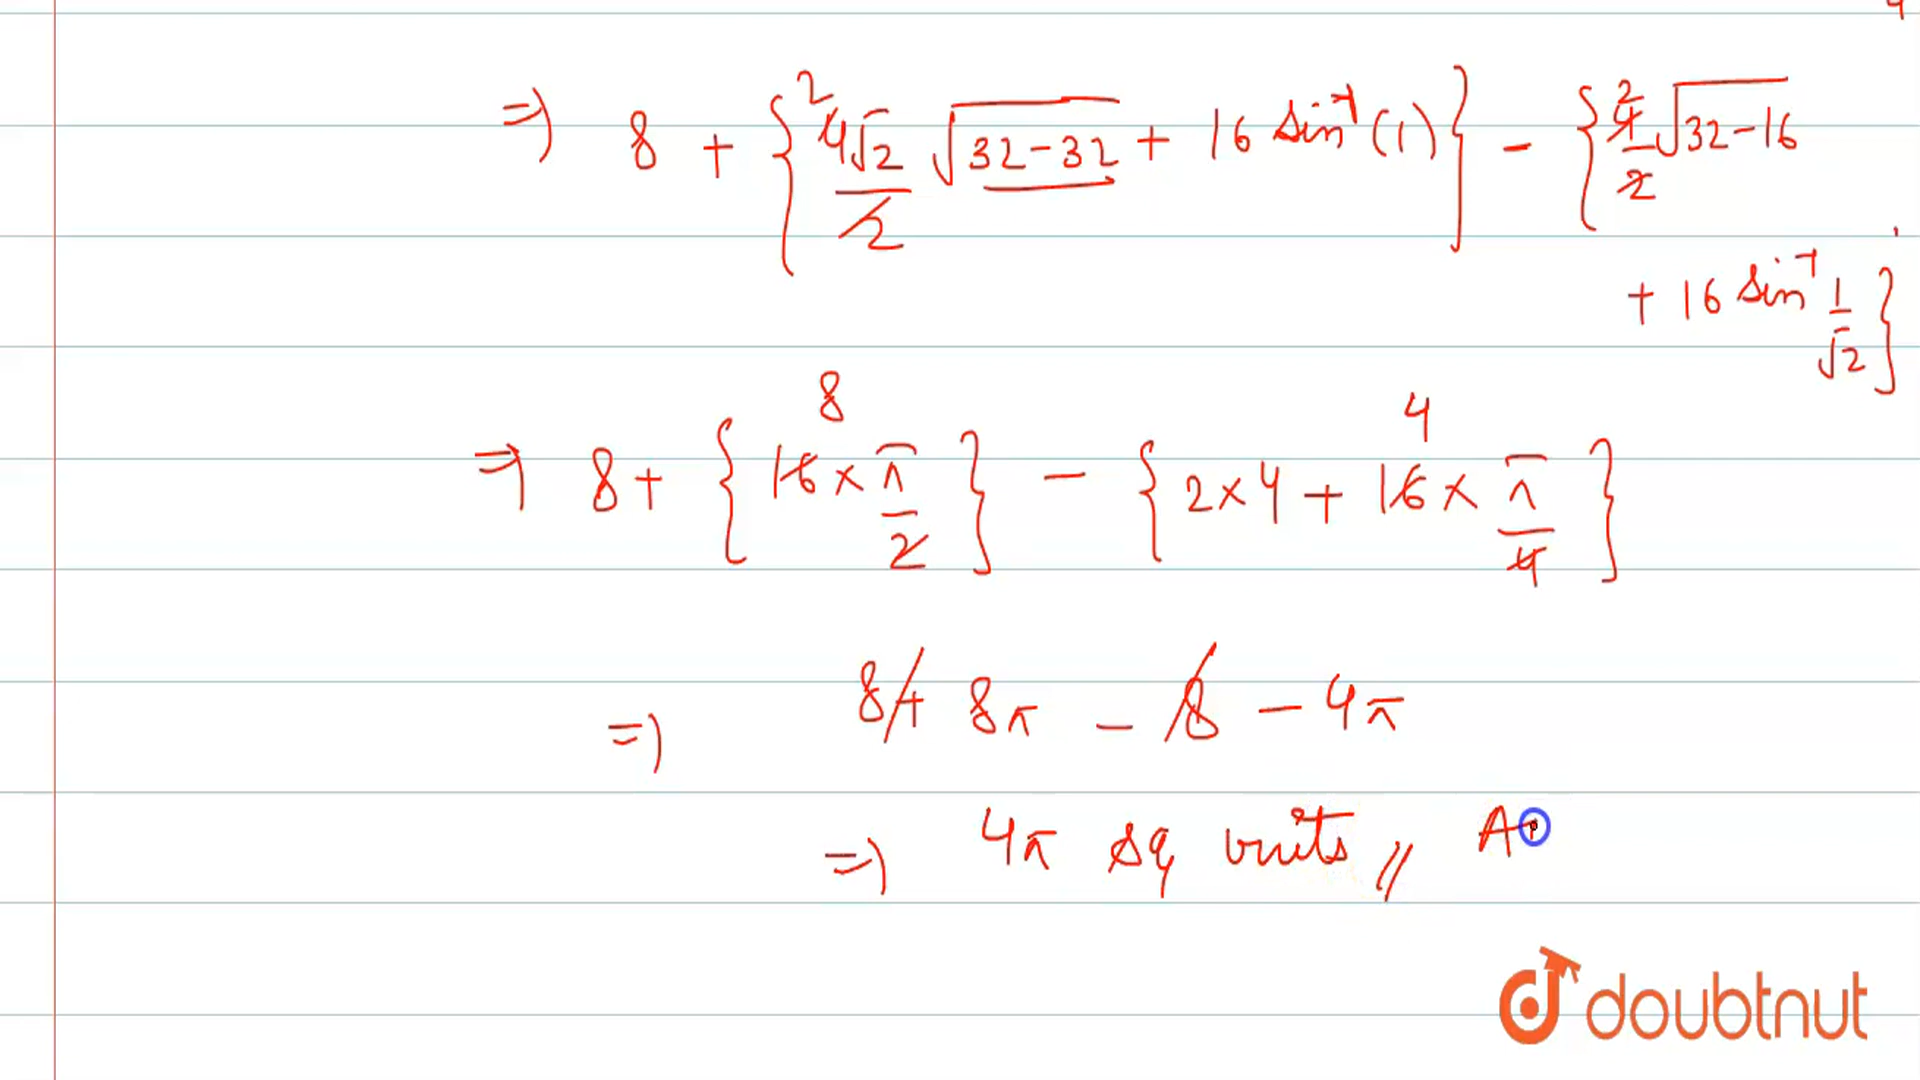 ⇒ 8 + { 4√2/2 √(32-32) + 16 sin⁻¹(1) } - { 4/2 √(32-16)
+ 16 sin⁻¹ 1/√2 }
⇒ 8 + { 16 × π/2 } - { 2×4 + 16 × π/4 }
⇒ 8 + 8π - 8 - 4π
⇒ 4π sq units // A
doubtnut